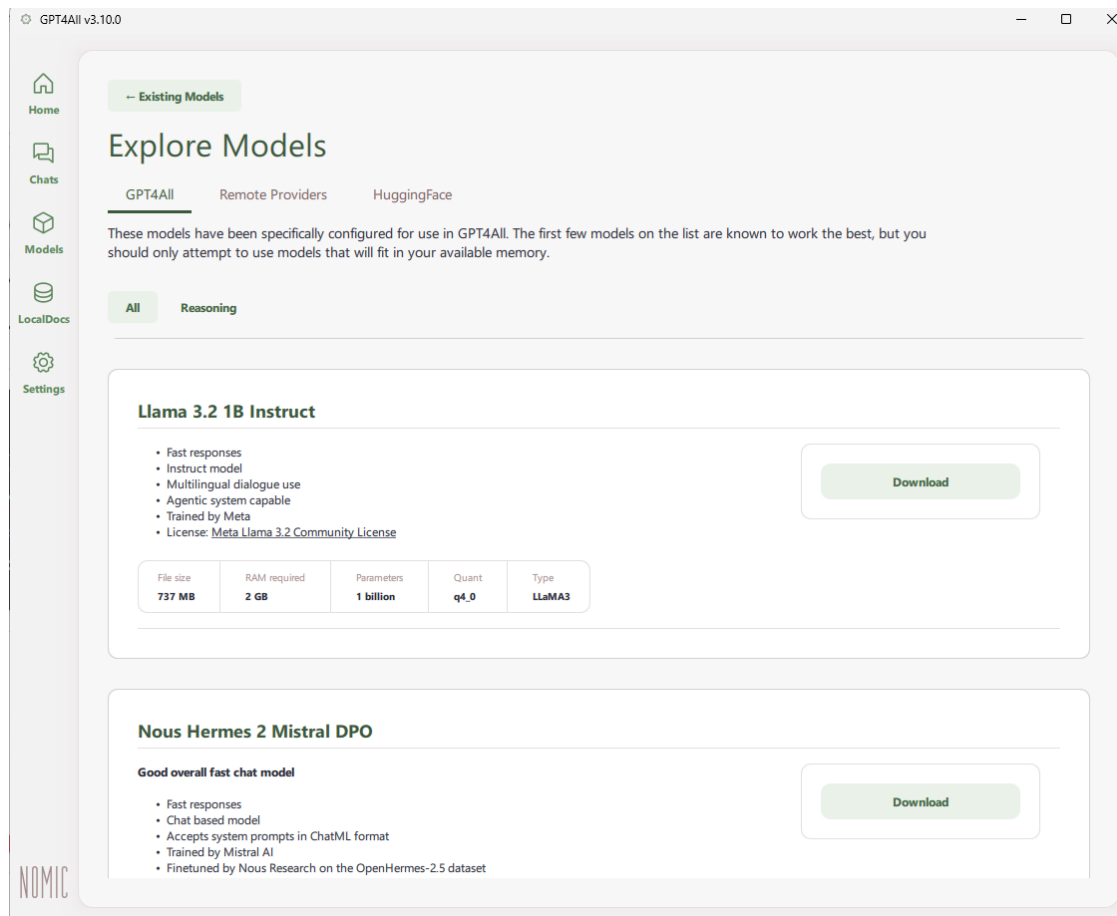 GPT4All v3.10.0
Home
Chats
Models
LocalDocs
Settings
NOMIC
← Existing Models
Explore Models
GPT4All Remote Providers HuggingFace
These models have been specifically configured for use in GPT4All. The first few models on the list are known to work the best, but you
should only attempt to use models that will fit in your available memory.
All Reasoning
Llama 3.2 1B Instruct
• Fast responses
• Instruct model
• Multilingual dialogue use
• Agentic system capable
• Trained by Meta
• License: Meta Llama 3.2 Community License
Download
File size RAM required Parameters Quant Type
737 MB 2 GB 1 billion q4_0 LLaMA3
Nous Hermes 2 Mistral DPO
Good overall fast chat model
• Fast responses
• Chat based model
• Accepts system prompts in ChatML format
• Trained by Mistral AI
• Finetuned by Nous Research on the OpenHermes-2.5 dataset
Download